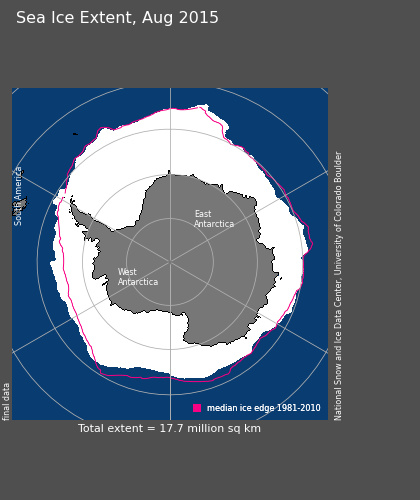 Sea Ice Extent, Aug 2015
South America
East
Antarctica
West
Antarctica
National Snow and Ice Data Center, University of Colorado Boulder
final data
median ice edge 1981-2010
Total extent = 17.7 million sq km